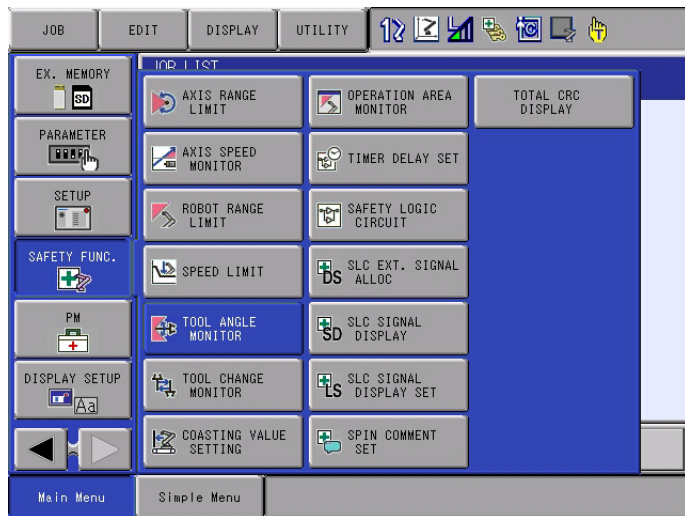 JOB
EDIT
DISPLAY
UTILITY
JOB LIST
EX. MEMORY
SD
PARAMETER
SETUP
SAFETY FUNC.
PM
DISPLAY SETUP
Aa
AXIS RANGE
LIMIT
AXIS SPEED
MONITOR
ROBOT RANGE
LIMIT
SPEED LIMIT
TOOL ANGLE
MONITOR
TOOL CHANGE
MONITOR
COASTING VALUE
SETTING
OPERATION AREA
MONITOR
TIMER DELAY SET
SAFETY LOGIC
CIRCUIT
DS
SLC EXT. SIGNAL
ALLOC
SD
SLC SIGNAL
DISPLAY
LS
SLC SIGNAL
DISPLAY SET
SPIN COMMENT
SET
TOTAL CRC
DISPLAY
Main Menu
Simple Menu